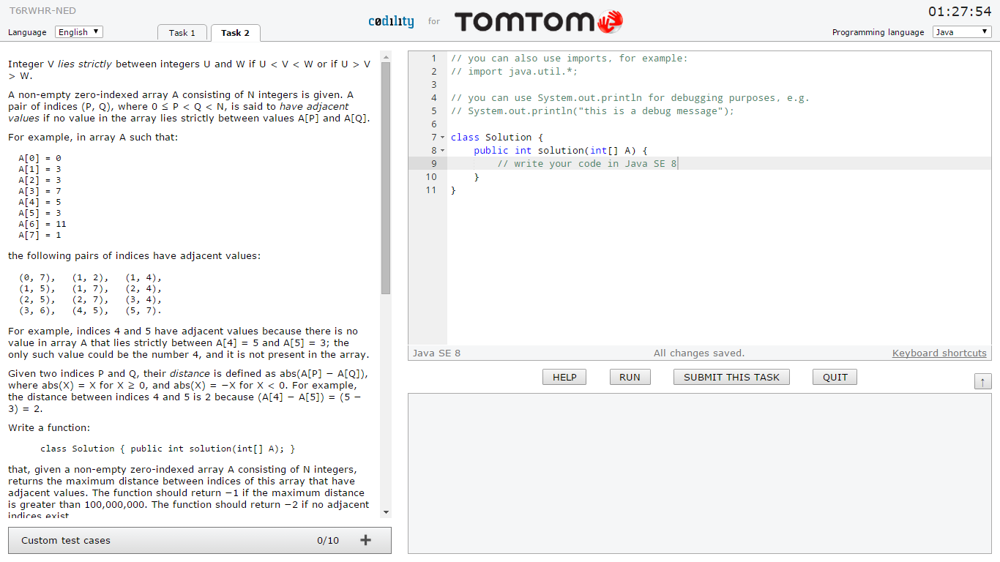 T6RWHR-NED
Language English ▼ Task 1 Task 2
cødility for TOMTOM
01:27:54
Programming language Java ▼
Integer V lies strictly between integers U and W if U < V < W or if U > V
> W.
A non-empty zero-indexed array A consisting of N integers is given. A
pair of indices (P, Q), where 0 ≤ P < Q < N, is said to have adjacent
values if no value in the array lies strictly between values A[P] and A[Q].
For example, in array A such that:
A[0] = 0
A[1] = 3
A[2] = 3
A[3] = 7
A[4] = 5
A[5] = 3
A[6] = 11
A[7] = 1
the following pairs of indices have adjacent values:
(0, 7), (1, 2), (1, 4),
(1, 5), (1, 7), (2, 4),
(2, 5), (2, 7), (3, 4),
(3, 6), (4, 5), (5, 7).
For example, indices 4 and 5 have adjacent values because there is no
value in array A that lies strictly between A[4] = 5 and A[5] = 3; the
only such value could be the number 4, and it is not present in the array.
Given two indices P and Q, their distance is defined as abs(A[P] − A[Q]),
where abs(X) = X for X ≥ 0, and abs(X) = −X for X < 0. For example,
the distance between indices 4 and 5 is 2 because (A[4] − A[5]) = (5 −
3) = 2.
Write a function:
class Solution { public int solution(int[] A); }
that, given a non-empty zero-indexed array A consisting of N integers,
returns the maximum distance between indices of this array that have
adjacent values. The function should return −1 if the maximum distance
is greater than 100,000,000. The function should return −2 if no adjacent
indices exist.
Custom test cases 0/10 +
1 // you can also use imports, for example:
2 // import java.util.*;
3
4 // you can use System.out.println for debugging purposes, e.g.
5 // System.out.println("this is a debug message");
6
7 class Solution {
8 public int solution(int[] A) {
9 // write your code in Java SE 8
10 }
11 }
Java SE 8 All changes saved. Keyboard shortcuts
HELP RUN SUBMIT THIS TASK QUIT ↑